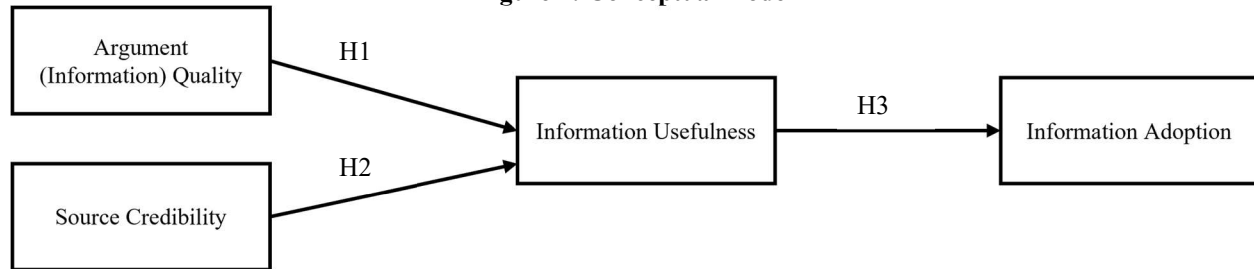 Argument
(Information) Quality
H1
Information Usefulness
H3
Information Adoption
H2
Source Credibility